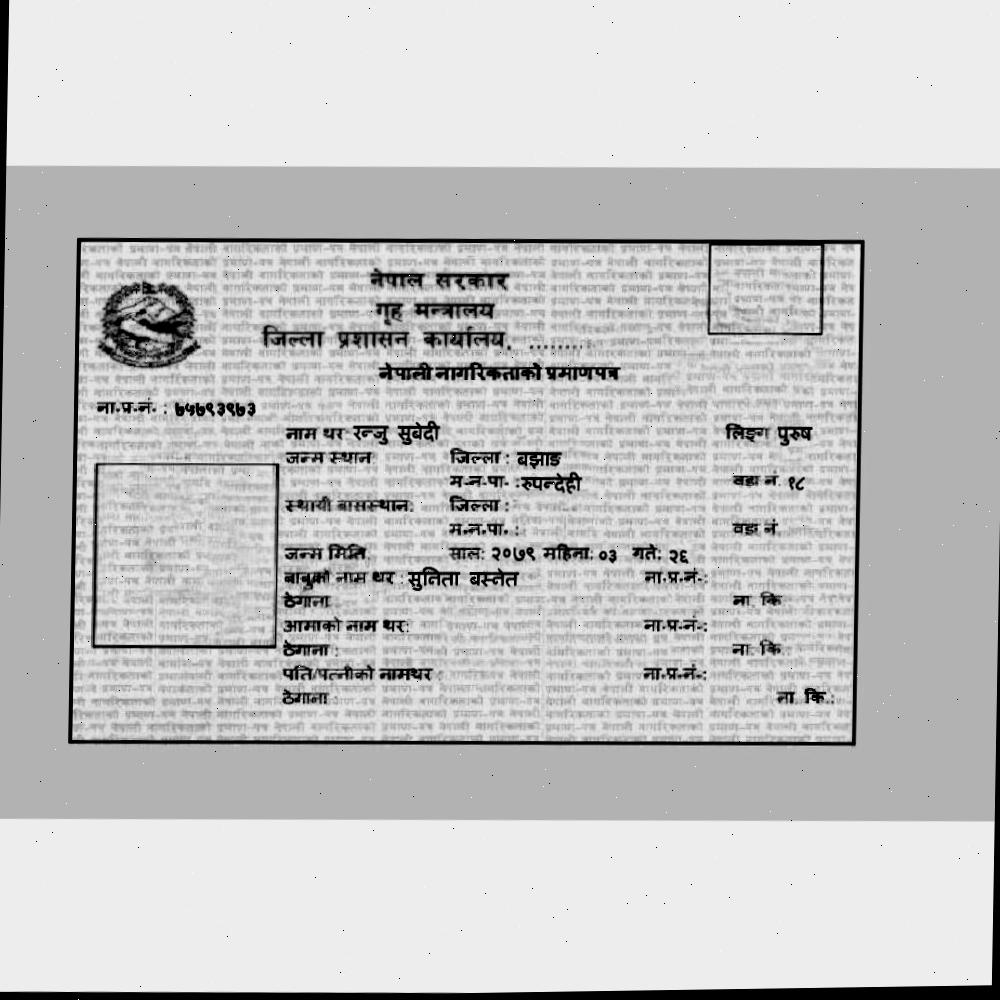 नेपाल सरकार
गृह मन्त्रालय
जिल्ला प्रशासन कार्यालय, .........
नेपाली नागरिकताको प्रमाणपत्र
ना.प्र.नं. : ७५७९३९७३
नाम थर रन्जु सुबेदी लिङ्ग पुरुष
जन्म स्थान जिल्ला : बझाङ
म.न.पा. : रुपन्देही वडा नं. १८
स्थायी बासस्थान: जिल्ला :
म.न.पा. : वडा नं
जन्म मिति साल: २०७९ महिना: ०३ गते: २६
बाबुको नाम थर : सुनिता बस्नेत ना.प्र.नं.:
ठेगाना ना. कि
आमाको नाम थर: ना.प्र.नं.:
ठेगाना : ना. कि.:
पति/पत्नीको नामथर : ना.प्र.नं.:
ठेगाना ना कि.: